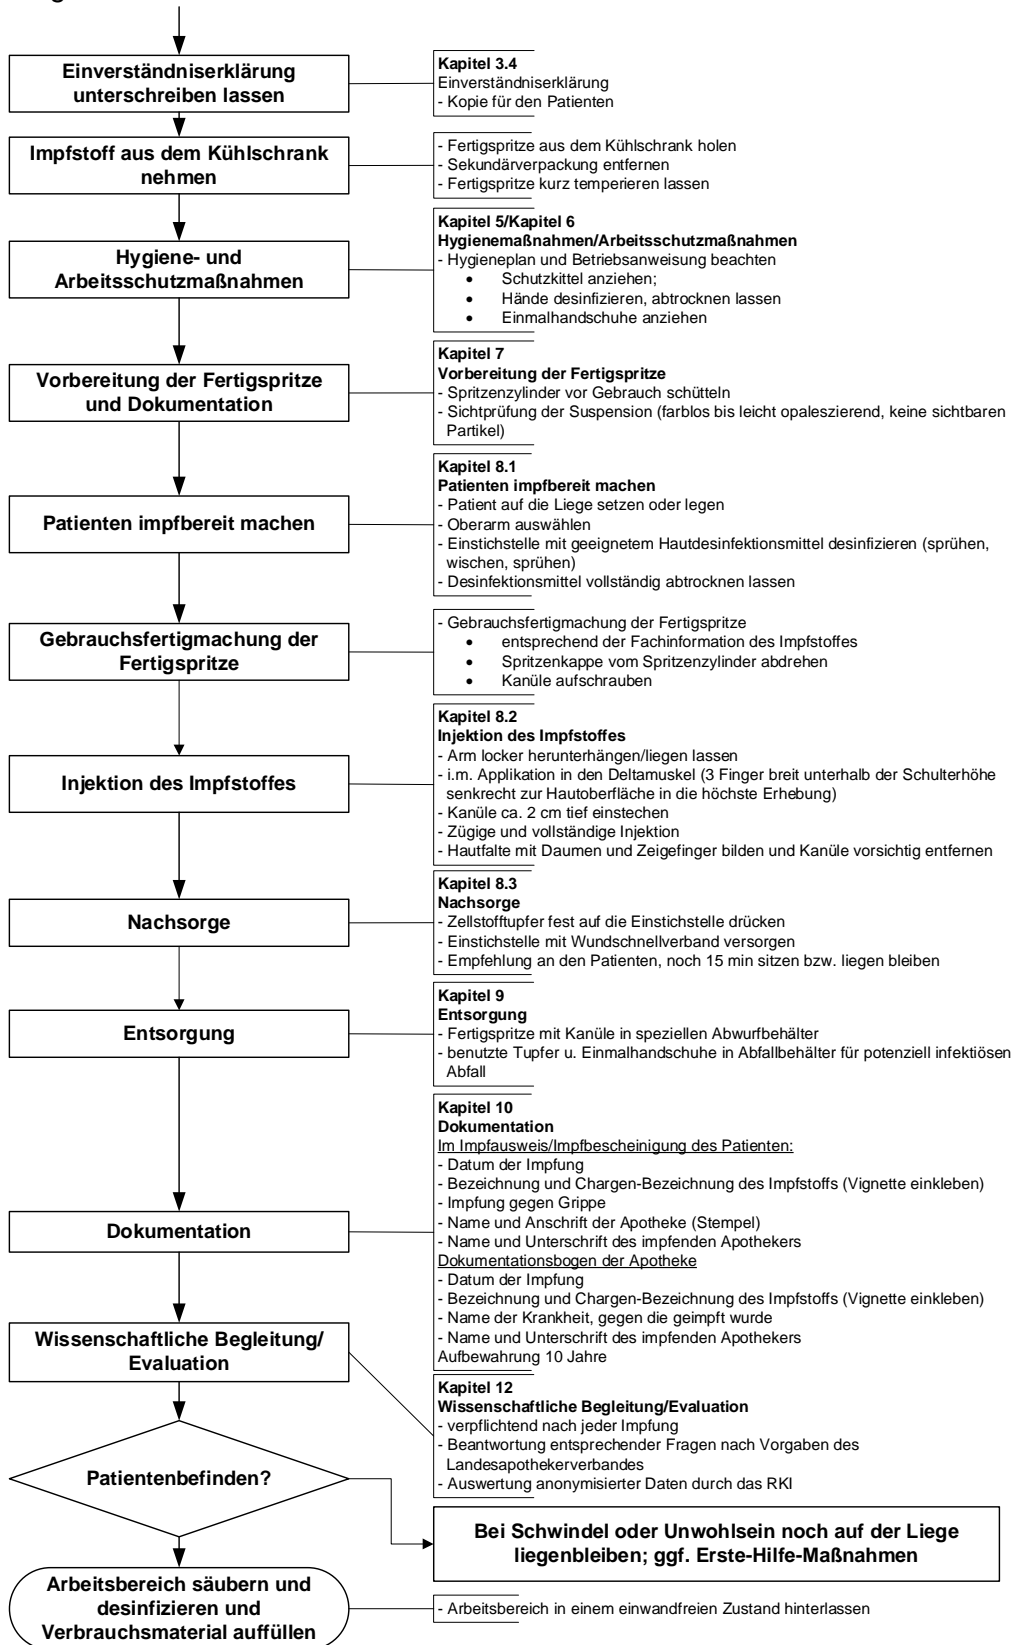 Einverständniserklärung
unterschreiben lassen
Kapitel 3.4
Einverständniserklärung
- Kopie für den Patienten
Impfstoff aus dem Kühlschrank
nehmen
- Fertigspritze aus dem Kühlschrank holen
- Sekundärverpackung entfernen
- Fertigspritze kurz temperieren lassen
Hygiene- und
Arbeitsschutzmaßnahmen
Kapitel 5/Kapitel 6
Hygienemaßnahmen/Arbeitsschutzmaßnahmen
- Hygieneplan und Betriebsanweisung beachten
• Schutzkittel anziehen;
• Hände desinfizieren, abtrocknen lassen
• Einmalhandschuhe anziehen
Vorbereitung der Fertigspritze
und Dokumentation
Kapitel 7
Vorbereitung der Fertigspritze
- Spritzenzylinder vor Gebrauch schütteln
- Sichtprüfung der Suspension (farblos bis leicht opaleszierend, keine sichtbaren
Partikel)
Patienten impfbereit machen
Kapitel 8.1
Patienten impfbereit machen
- Patient auf die Liege setzen oder legen
- Oberarm auswählen
- Einstichstelle mit geeignetem Hautdesinfektionsmittel desinfizieren (sprühen,
wischen, sprühen)
- Desinfektionsmittel vollständig abtrocknen lassen
Gebrauchsfertigmachung der
Fertigspritze
- Gebrauchsfertigmachung der Fertigspritze
• entsprechend der Fachinformation des Impfstoffes
• Spritzenkappe vom Spritzenzylinder abdrehen
• Kanüle aufschrauben
Injektion des Impfstoffes
Kapitel 8.2
Injektion des Impfstoffes
- Arm locker herunterhängen/liegen lassen
- i.m. Applikation in den Deltamuskel (3 Finger breit unterhalb der Schulterhöhe
senkrecht zur Hautoberfläche in die höchste Erhebung)
- Kanüle ca. 2 cm tief einstechen
- Zügige und vollständige Injektion
- Hautfalte mit Daumen und Zeigefinger bilden und Kanüle vorsichtig entfernen
Nachsorge
Kapitel 8.3
Nachsorge
- Zellstofftupfer fest auf die Einstichstelle drücken
- Einstichstelle mit Wundschnellverband versorgen
- Empfehlung an den Patienten, noch 15 min sitzen bzw. liegen bleiben
Entsorgung
Kapitel 9
Entsorgung
- Fertigspritze mit Kanüle in speziellen Abwurfbehälter
- benutzte Tupfer u. Einmalhandschuhe in Abfallbehälter für potenziell infektiösen
Abfall
Dokumentation
Kapitel 10
Dokumentation
Im Impfausweis/Impfbescheinigung des Patienten:
- Datum der Impfung
- Bezeichnung und Chargen-Bezeichnung des Impfstoffs (Vignette einkleben)
- Impfung gegen Grippe
- Name und Anschrift der Apotheke (Stempel)
- Name und Unterschrift des impfenden Apothekers
Dokumentationsbogen der Apotheke
- Datum der Impfung
- Bezeichnung und Chargen-Bezeichnung des Impfstoffs (Vignette einkleben)
- Name der Krankheit, gegen die geimpft wurde
- Name und Unterschrift des impfenden Apothekers
Aufbewahrung 10 Jahre
Wissenschaftliche Begleitung/
Evaluation
Kapitel 12
Wissenschaftliche Begleitung/Evaluation
- verpflichtend nach jeder Impfung
- Beantwortung entsprechender Fragen nach Vorgaben des
Landesapothekerverbandes
- Auswertung anonymisierter Daten durch das RKI
Patientenbefinden?
Bei Schwindel oder Unwohlsein noch auf der Liege
liegenbleiben; ggf. Erste-Hilfe-Maßnahmen
Arbeitsbereich säubern und
desinfizieren und
Verbrauchsmaterial auffüllen
- Arbeitsbereich in einem einwandfreien Zustand hinterlassen